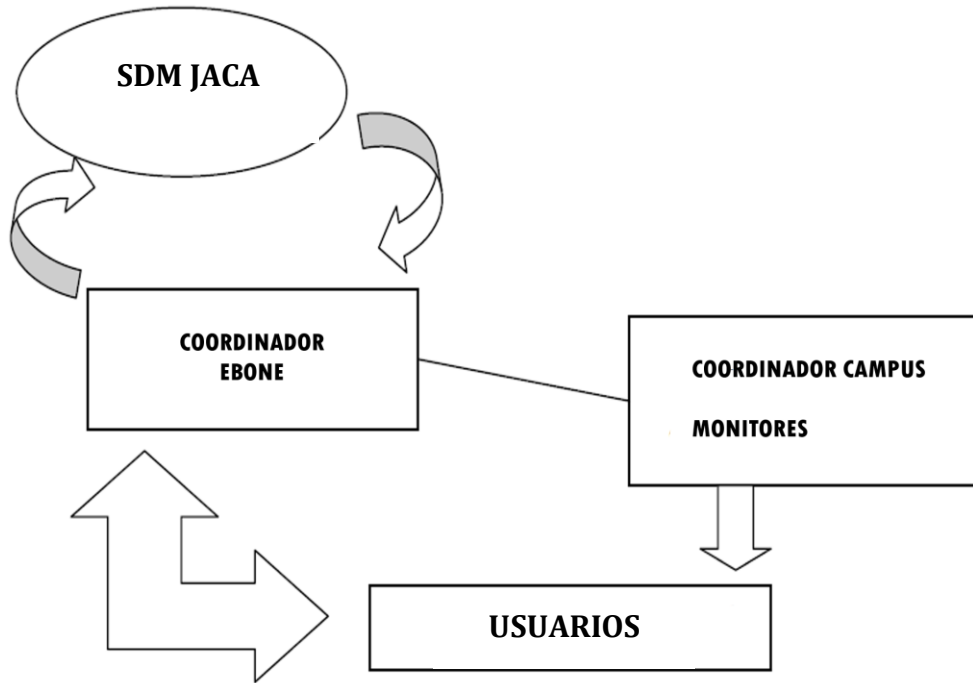 SDM JACA
COORDINADOR
EBONE
COORDINADOR CAMPUS
MONITORES
USUARIOS